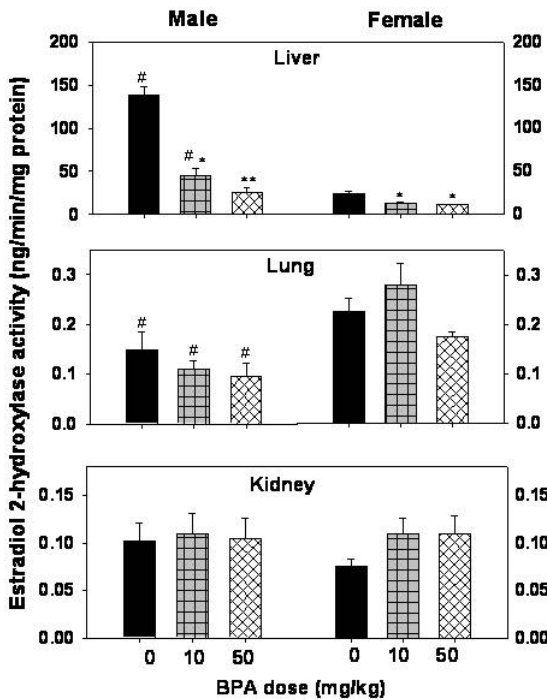 Male Female
Estradiol 2-hydroxylase activity (ng/min/mg protein)
Liver
200 200
150 150
100 100
50 50
0 0
# # * ** * *
Lung
0.3 0.3
0.2 0.2
0.1 0.1
0.0 0.0
# # #
Kidney
0.15 0.15
0.10 0.10
0.05 0.05
0.00 0.00
0 10 50 0 10 50
BPA dose (mg/kg)